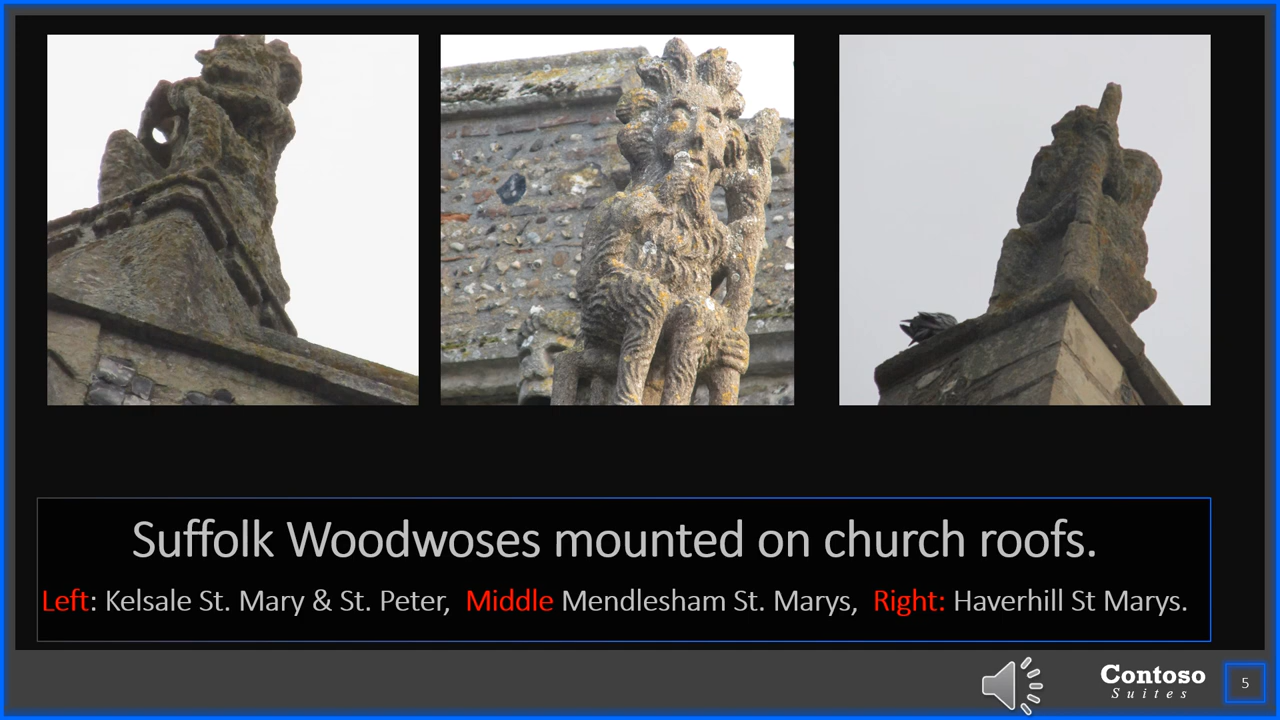 Suffolk Woodwoses mounted on church roofs.
Left: Kelsale St. Mary & St. Peter, Middle Mendlesham St. Marys, Right: Haverhill St Marys.
Contoso
Suites
5